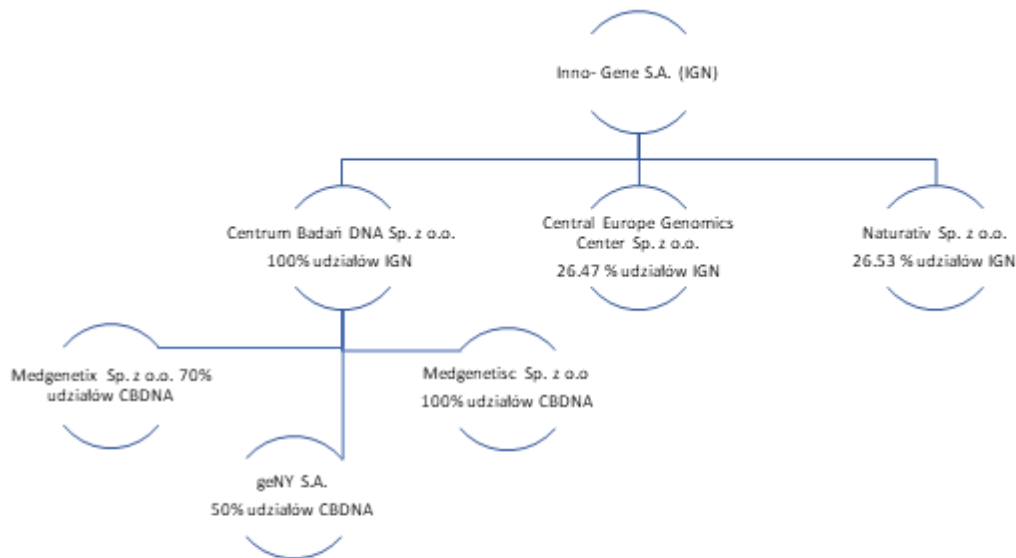 Inno- Gene S.A. (IGN)
Centrum Badań DNA Sp. z o.o.
100% udziałów IGN
Central Europe Genomics
Center Sp. z o.o.
26.47 % udziałów IGN
Naturativ Sp. z o.o.
26.53 % udziałów IGN
Medgenetix Sp. z o.o. 70%
udziałów CBDNA
Medgenetisc Sp. z o.o
100% udziałów CBDNA
geNY S.A.
50% udziałów CBDNA